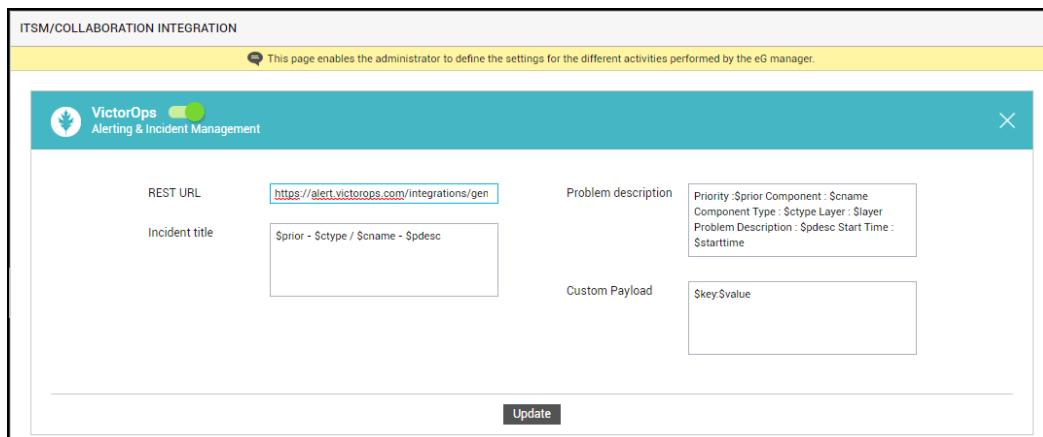 ITSM/COLLABORATION INTEGRATION
This page enables the administrator to define the settings for the different activities performed by the eG manager.
VictorOps
Alerting & Incident Management
REST URL
https://alert.victorops.com/integrations/gen
Incident title
$prior - $ctype / $cname - $pdesc
Problem description
Priority :$prior Component : $cname
Component Type : $ctype Layer : $layer
Problem Description : $pdesc Start Time :
$starttime
Custom Payload
$key:$value
Update